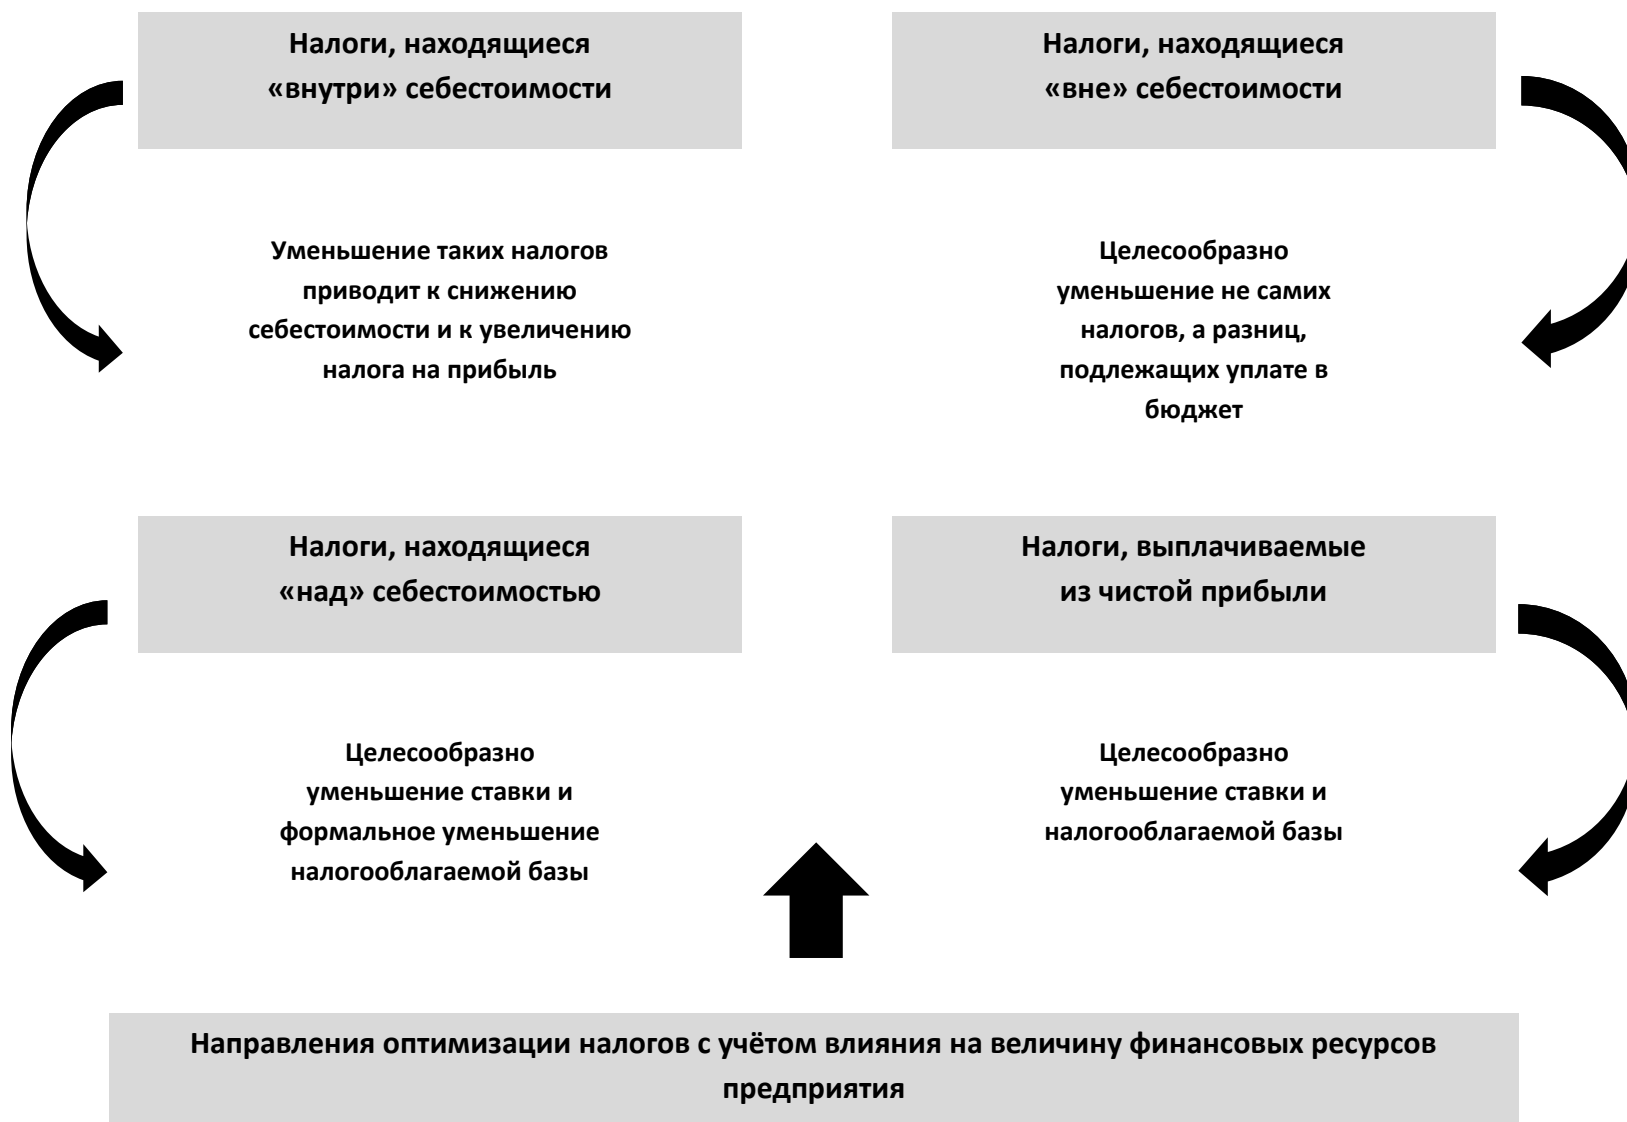 Налоги, находящиеся
«внутри» себестоимости
Налоги, находящиеся
«вне» себестоимости
Уменьшение таких налогов
приводит к снижению
себестоимости и к увеличению
налога на прибыль
Целесообразно
уменьшение не самих
налогов, а разниц,
подлежащих уплате в
бюджет
Налоги, находящиеся
«над» себестоимостью
Налоги, выплачиваемые
из чистой прибыли
Целесообразно
уменьшение ставки и
формальное уменьшение
налогооблагаемой базы
Целесообразно
уменьшение ставки и
налогооблагаемой базы
Направления оптимизации налогов с учётом влияния на величину финансовых ресурсов
предприятия